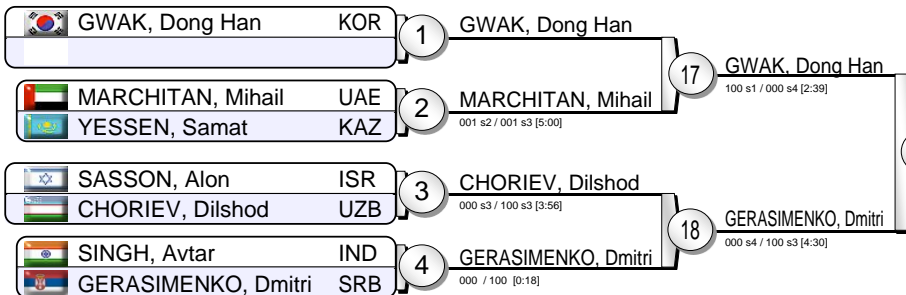 GWAK, Dong Han KOR
1
GWAK, Dong Han
MARCHITAN, Mihail UAE
YESSEN, Samat KAZ
2
MARCHITAN, Mihail
001 s2 / 001 s3 [5:00]
17
GWAK, Dong Han
100 s1 / 000 s4 [2:39]
SASSON, Alon ISR
CHORIEV, Dilshod UZB
3
CHORIEV, Dilshod
000 s3 / 100 s3 [3:56]
SINGH, Avtar IND
GERASIMENKO, Dmitri SRB
4
GERASIMENKO, Dmitri
000 / 100 [0:18]
18
GERASIMENKO, Dmitri
000 s4 / 100 s3 [4:30]